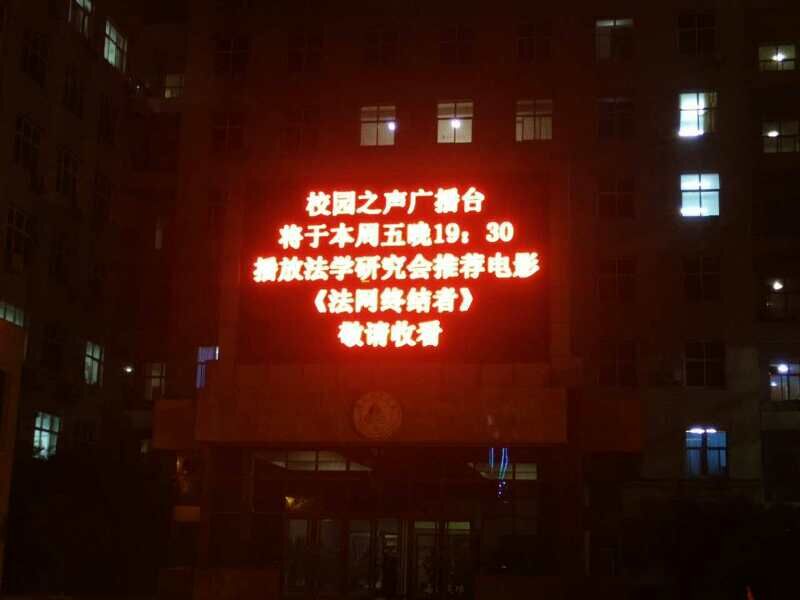 校园之声广播台
将于本周五晚19：30
播放法学研究会推荐电影
《法网终结者》
敬请收看